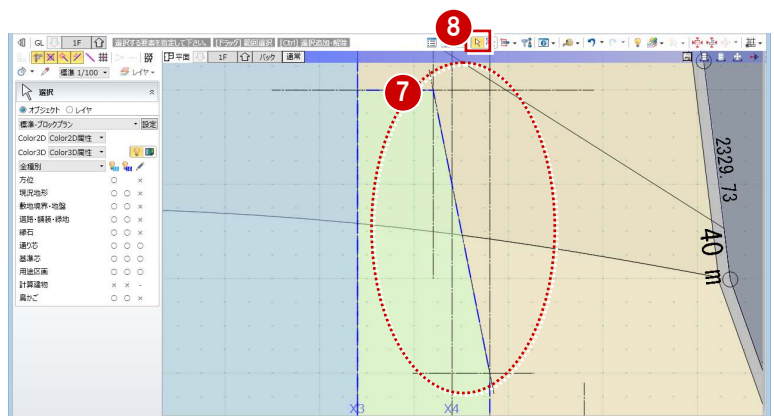 8
GL 1F 選択する要素を指定して下さい。 [[ドラッグ] 範囲選択 [Ctrl] 選択追加・解除
標準 1/100 レイヤ
平面 1F バック 通常
7
選択
オブジェクト レイヤ
標準-ブロックプラン 設定
Color2D Color2D属性
Color3D Color3D属性
全種別
方位 ○ ×
現況地形 ○ ○ ×
敷地境界・地盤 ○ ○ ×
道路・舗装・緑地 ○ ○ ×
縁石 ○ ○ ×
通り芯 ○ ○ ○
基準芯 ○ ○ ○
用途区画 ○ ○ ○
計算建物 × × -
鳥かご ○ ○ ×
2329.73
40 m
X3 X4